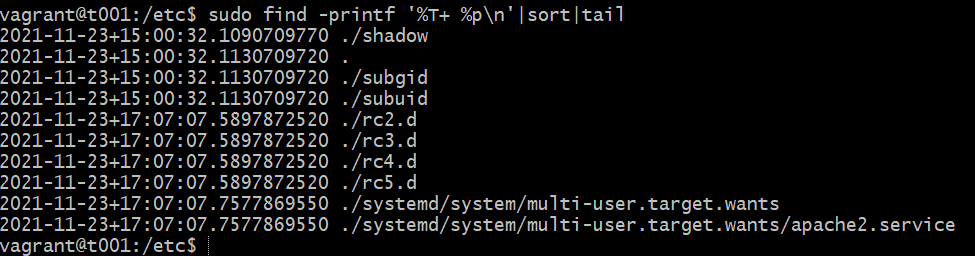 vagrant@t001:/etc$ sudo find -printf '%T+ %p\n'|sort|tail
2021-11-23+15:00:32.1090709770 ./shadow
2021-11-23+15:00:32.1130709720 .
2021-11-23+15:00:32.1130709720 ./subgid
2021-11-23+15:00:32.1130709720 ./subuid
2021-11-23+17:07:07.5897872520 ./rc2.d
2021-11-23+17:07:07.5897872520 ./rc3.d
2021-11-23+17:07:07.5897872520 ./rc4.d
2021-11-23+17:07:07.5897872520 ./rc5.d
2021-11-23+17:07:07.7577869550 ./systemd/system/multi-user.target.wants
2021-11-23+17:07:07.7577869550 ./systemd/system/multi-user.target.wants/apache2.service
vagrant@t001:/etc$